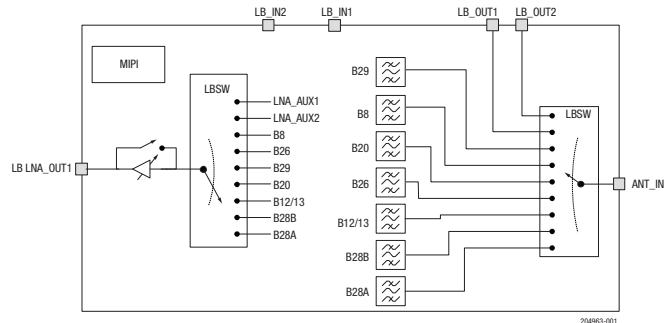 LB_IN2
LB_IN1
LB_OUT1
LB_OUT2
MIPI
LBSW
LNA_AUX1
LNA_AUX2
B8
B26
B29
B20
B12/13
B28B
B28A
LB LNA_OUT1
B29
B8
B20
B26
B12/13
B28B
B28A
LBSW
ANT_IN
204963-001